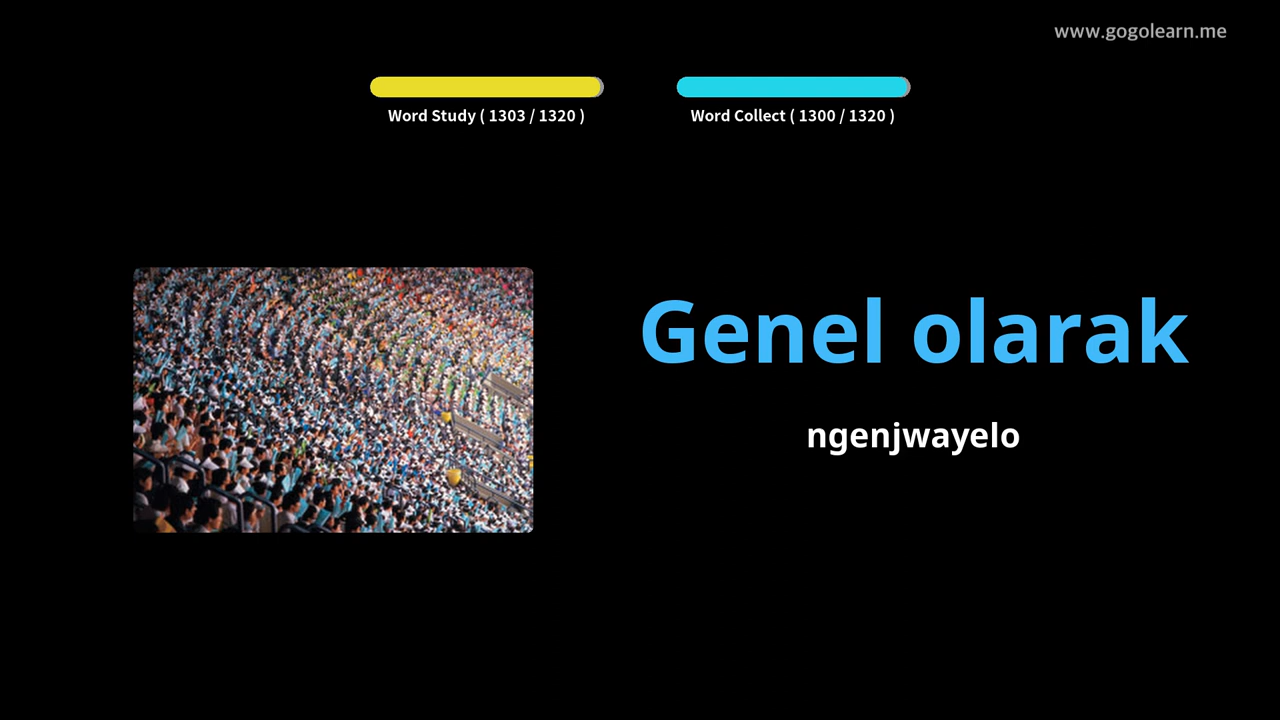 www.gogolearn.me
Word Study ( 1303 / 1320 )
Word Collect ( 1300 / 1320 )
Genel olarak
ngenjwayelo